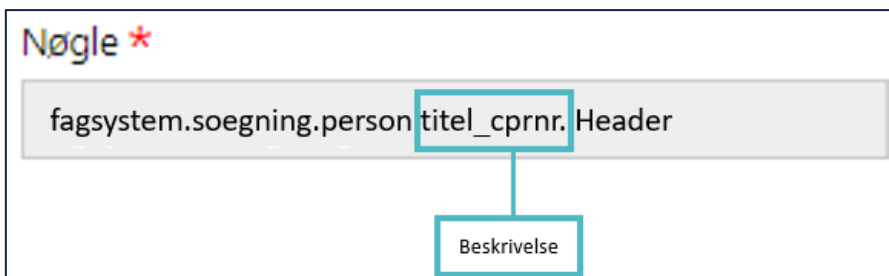 Nøgle *
fagsystem.soegning.person titel_cprnr. Header
Beskrivelse